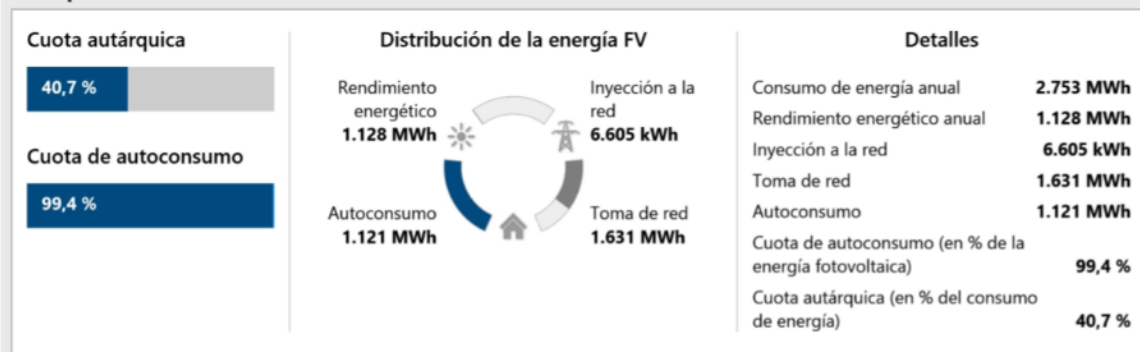 Cuota autárquica
40,7 %
Cuota de autoconsumo
99,4 %
Distribución de la energía FV
Rendimiento
energético
1.128 MWh
Inyección a la
red
6.605 kWh
Autoconsumo
1.121 MWh
Toma de red
1.631 MWh
Detalles
Consumo de energía anual 2.753 MWh
Rendimiento energético anual 1.128 MWh
Inyección a la red 6.605 kWh
Toma de red 1.631 MWh
Autoconsumo 1.121 MWh
Cuota de autoconsumo (en % de la
energía fotovoltaica) 99,4 %
Cuota autárquica (en % del consumo
de energía) 40,7 %